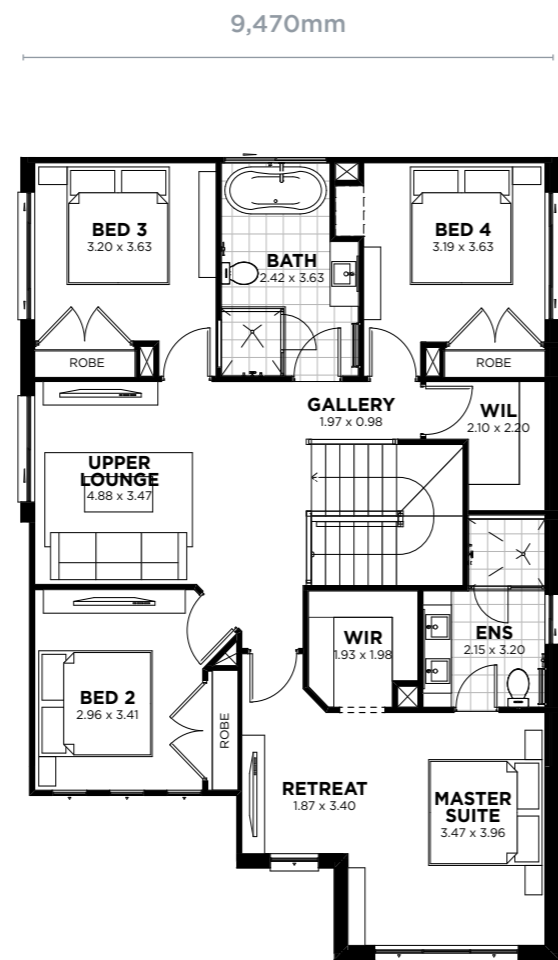 9,470mm
BED 3
3.20 x 3.63
BATH
2.42 x 3.63
BED 4
3.19 x 3.63
ROBE
ROBE
GALLERY
1.97 x 0.98
WIL
2.10 x 2.20
UPPER
LOUNGE
4.88 x 3.47
WIR
1.93 x 1.98
ENS
2.15 x 3.20
BED 2
2.96 x 3.41
ROBE
RETREAT
1.87 x 3.40
MASTER
SUITE
3.47 x 3.96